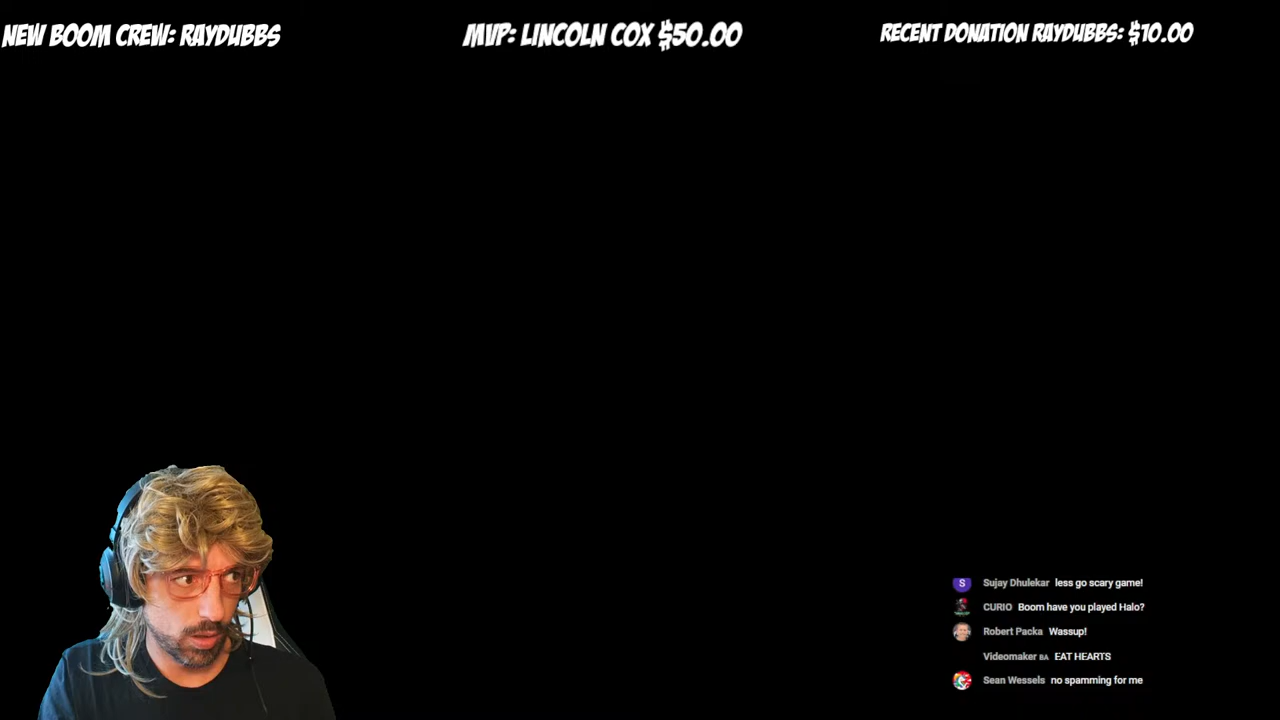 NEW BOOM CREW: RAYDUBBS
MVP: LINCOLN COX $50.00
RECENT DONATION RAYDUBBS: $10.00
S Sujay Dhulekar less go scary game!
CURIO Boom have you played Halo?
Robert Packa Wassup!
Videomaker BA EAT HEARTS
Sean Wessels no spamming for me